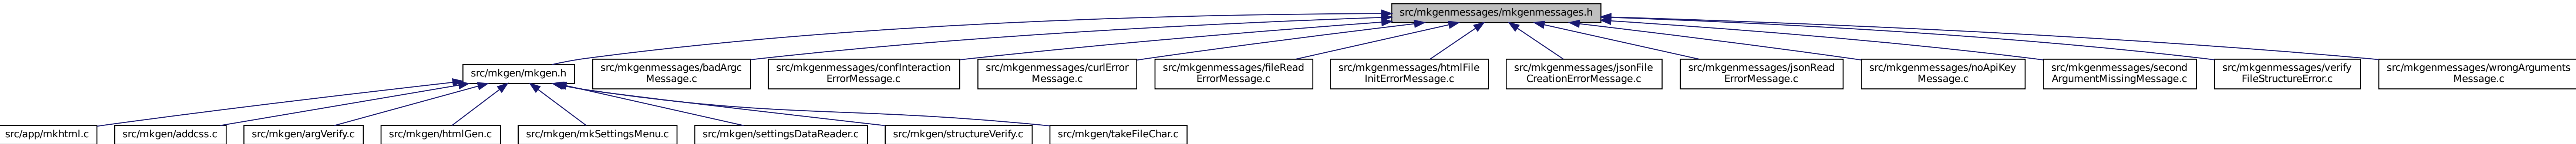 src/mkgenmessages/mkgenmessages.h
src/mkgen/mkgen.h
src/mkgenmessages/badArgc
Message.c
src/mkgenmessages/confInteraction
ErrorMessage.c
src/mkgenmessages/curlError
Message.c
src/mkgenmessages/fileRead
ErrorMessage.c
src/mkgenmessages/htmlFile
InitErrorMessage.c
src/mkgenmessages/jsonFile
CreationErrorMessage.c
src/mkgenmessages/jsonRead
ErrorMessage.c
src/mkgenmessages/noApiKey
Message.c
src/mkgenmessages/second
ArgumentMissingMessage.c
src/mkgenmessages/verify
FileStructureError.c
src/mkgenmessages/wrongArguments
Message.c
src/app/mkhtml.c
src/mkgen/addcss.c
src/mkgen/argVerify.c
src/mkgen/htmlGen.c
src/mkgen/mkSettingsMenu.c
src/mkgen/settingsDataReader.c
src/mkgen/structureVerify.c
src/mkgen/takeFileChar.c